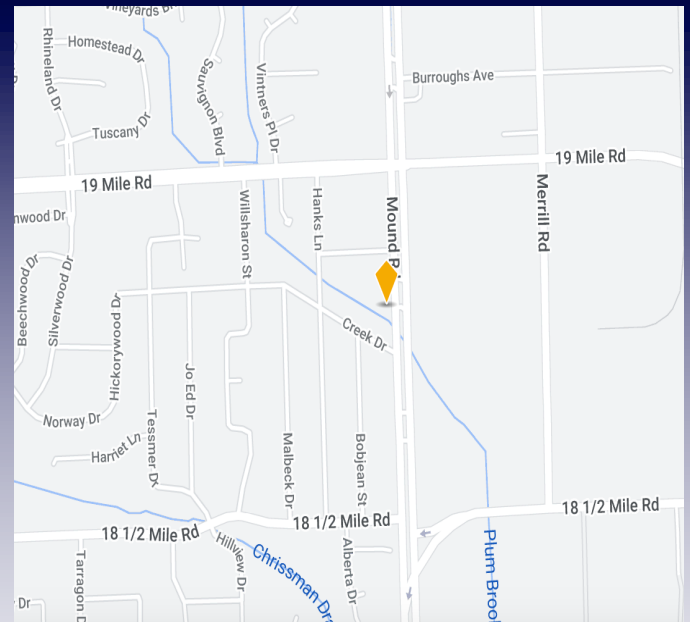 Vineyards Dr
Rhineland Dr
Homestead Dr
Sauvignon Blvd
Vintners Pl Dr
Burroughs Ave
Tuscany Dr
19 Mile Rd
19 Mile Rd
Merrill Rd
Mound Rd
Willsharon St
Hanks Ln
nwood Dr
Beechwood Dr
Silverwood Dr
Hickorywood Dr
Creek Dr
Jo Ed Dr
Norway Dr
Tessmer Dr
Harriet Ln
Malbeck Dr
Bobjean St
18 1/2 Mile Rd
18 1/2 Mile Rd
18 1/2 Mile Rd
Hillview Dr
Chrissman Dra
Alberta Dr
Plum Brook
Tarragon D
Dr